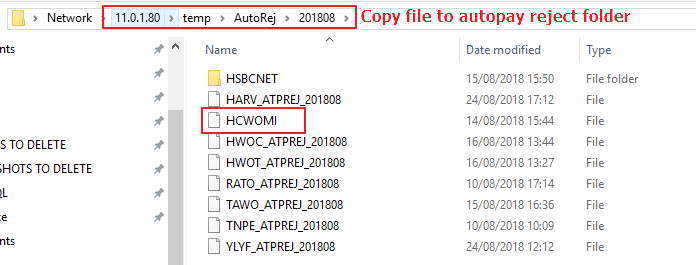 Network > 11.0.1.80 > temp > AutoRej > 201808 > Copy file to autopay reject folder
Name Date modified Type
HSBCNET 15/08/2018 15:50 File folder
HARV_ATPREJ_201808 24/08/2018 17:12 File
HCWOMI 14/08/2018 15:44 File
TS TO DELETE HWOC_ATPREJ_201808 16/08/2018 13:44 File
HWOT_ATPREJ_201808 16/08/2018 13:27 File
SHOTS TO DELETE RATO_ATPREJ_201808 10/08/2018 17:14 File
QL TAWO_ATPREJ_201808 15/08/2018 16:36 File
ce TNPE_ATPREJ_201808 10/08/2018 10:09 File
nts YLYF_ATPREJ_201808 24/08/2018 12:12 File